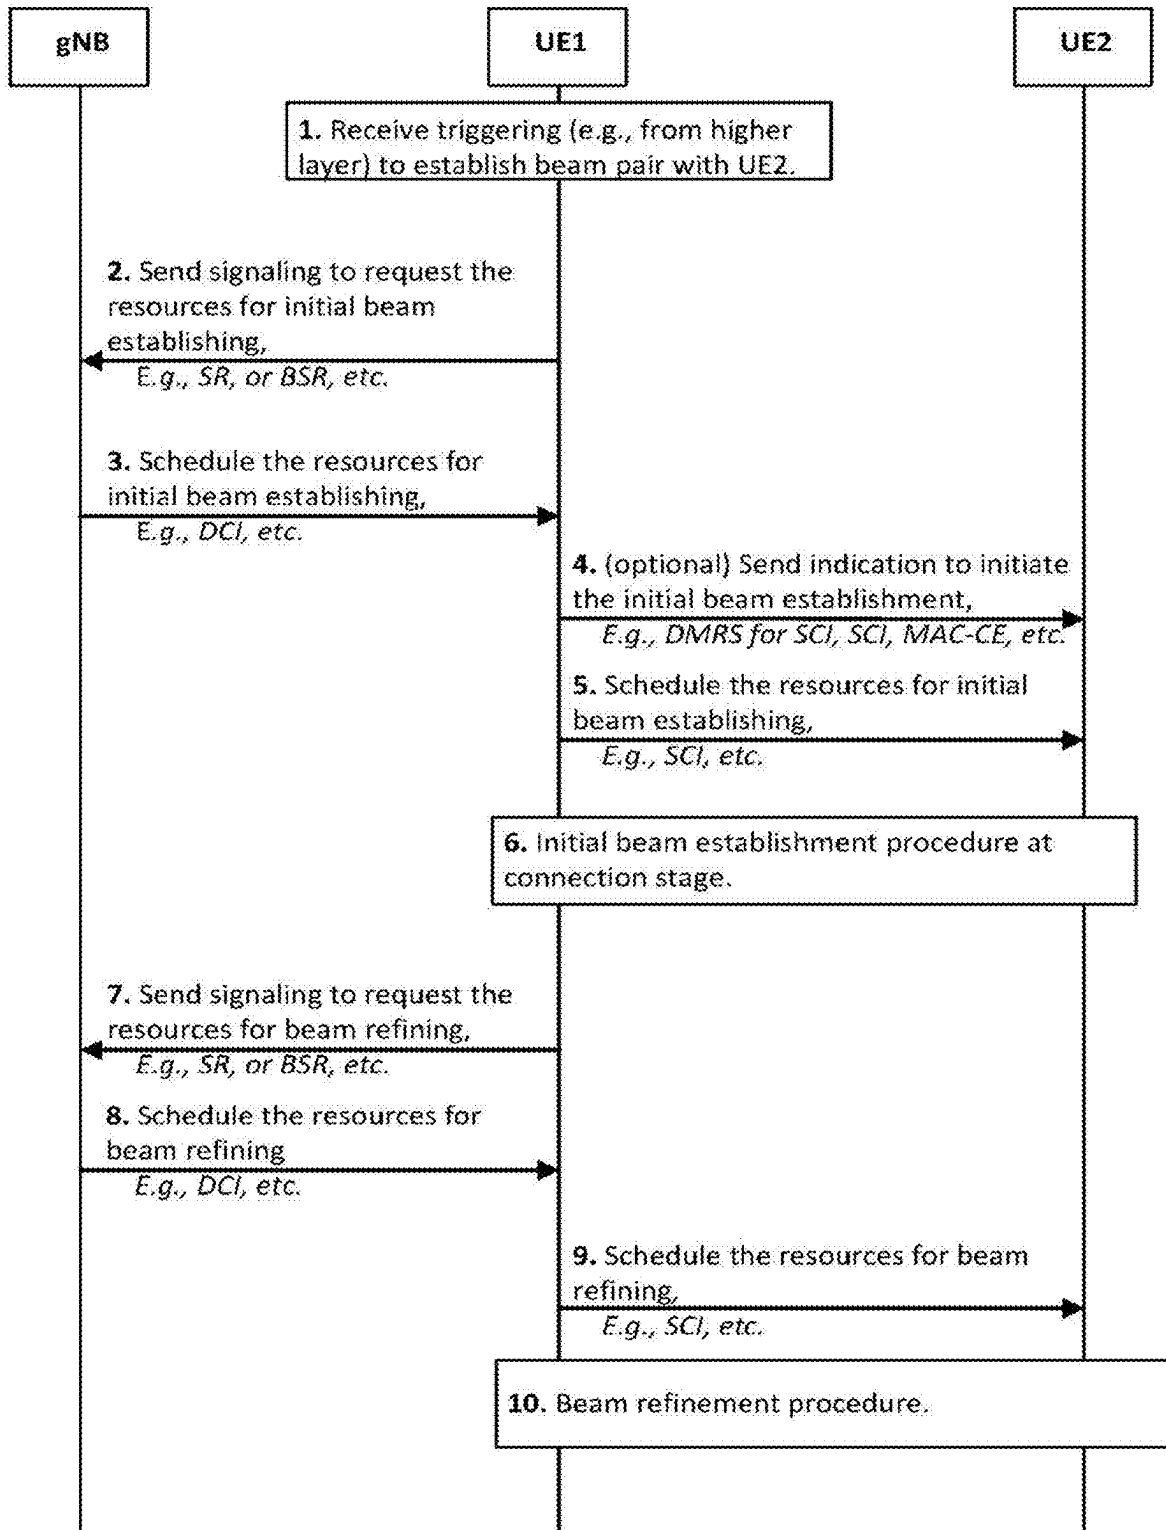 gNB
UE1
UE2
1. Receive triggering (e.g., from higher
layer) to establish beam pair with UE2.
2. Send signaling to request the
resources for initial beam
establishing,
E.g., SR, or BSR, etc.
3. Schedule the resources for
initial beam establishing,
E.g., DCI, etc.
4. (optional) Send indication to initiate
the initial beam establishment,
E.g., DMRS for SCI, SCI, MAC-CE, etc.
5. Schedule the resources for initial
beam establishing,
E.g., SCI, etc.
6. Initial beam establishment procedure at
connection stage.
7. Send signaling to request the
resources for beam refining,
E.g., SR, or BSR, etc.
8. Schedule the resources for
beam refining
E.g., DCI, etc.
9. Schedule the resources for beam
refining,
E.g., SCI, etc.
10. Beam refinement procedure.